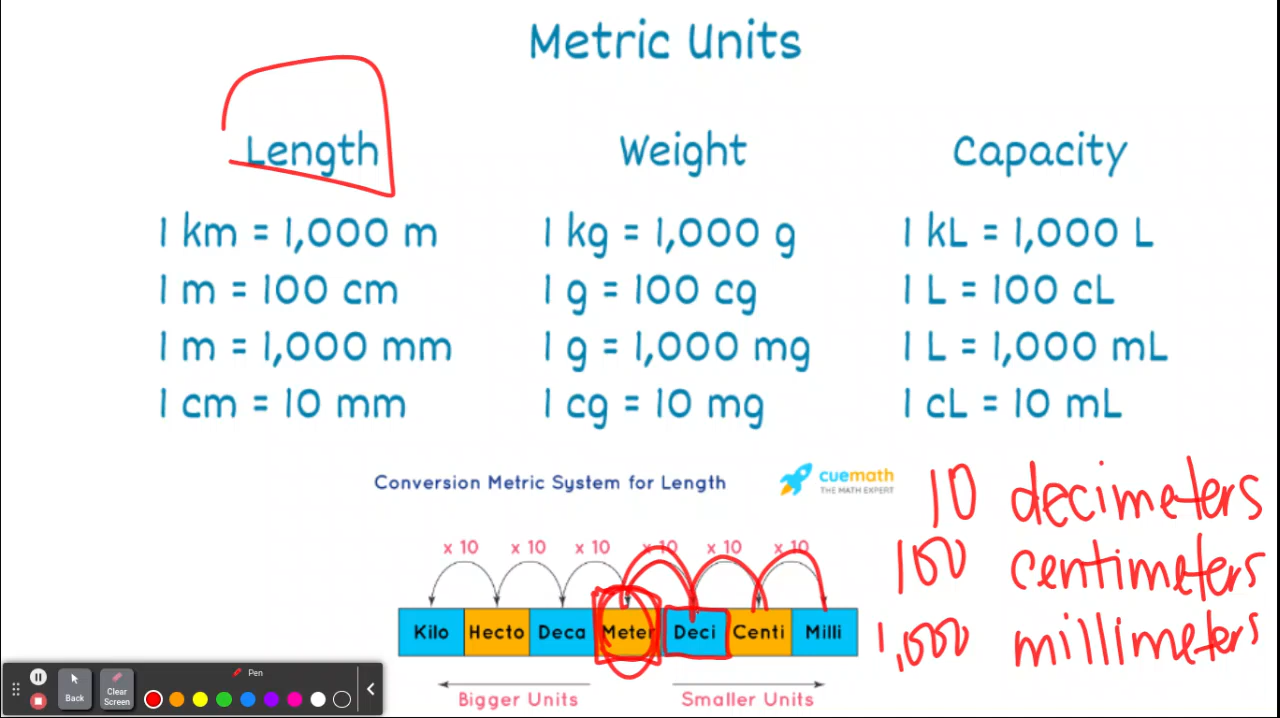 Metric Units
Length Weight Capacity
1 km = 1,000 m 1 kg = 1,000 g 1 kL = 1,000 L
1 m = 100 cm 1 g = 100 cg 1 L = 100 cL
1 m = 1,000 mm 1 g = 1,000 mg 1 L = 1,000 mL
1 cm = 10 mm 1 cg = 10 mg 1 cL = 10 mL
Conversion Metric System for Length
cuemath
THE MATH EXPERT
10 decimeters
100 centimeters
1,000 millimeters
x 10 x 10 x 10 x 10 x 10 x 10
Kilo Hecto Deca Meter Deci Centi Milli
Bigger Units Smaller Units
Pen
Back
Clear
Screen